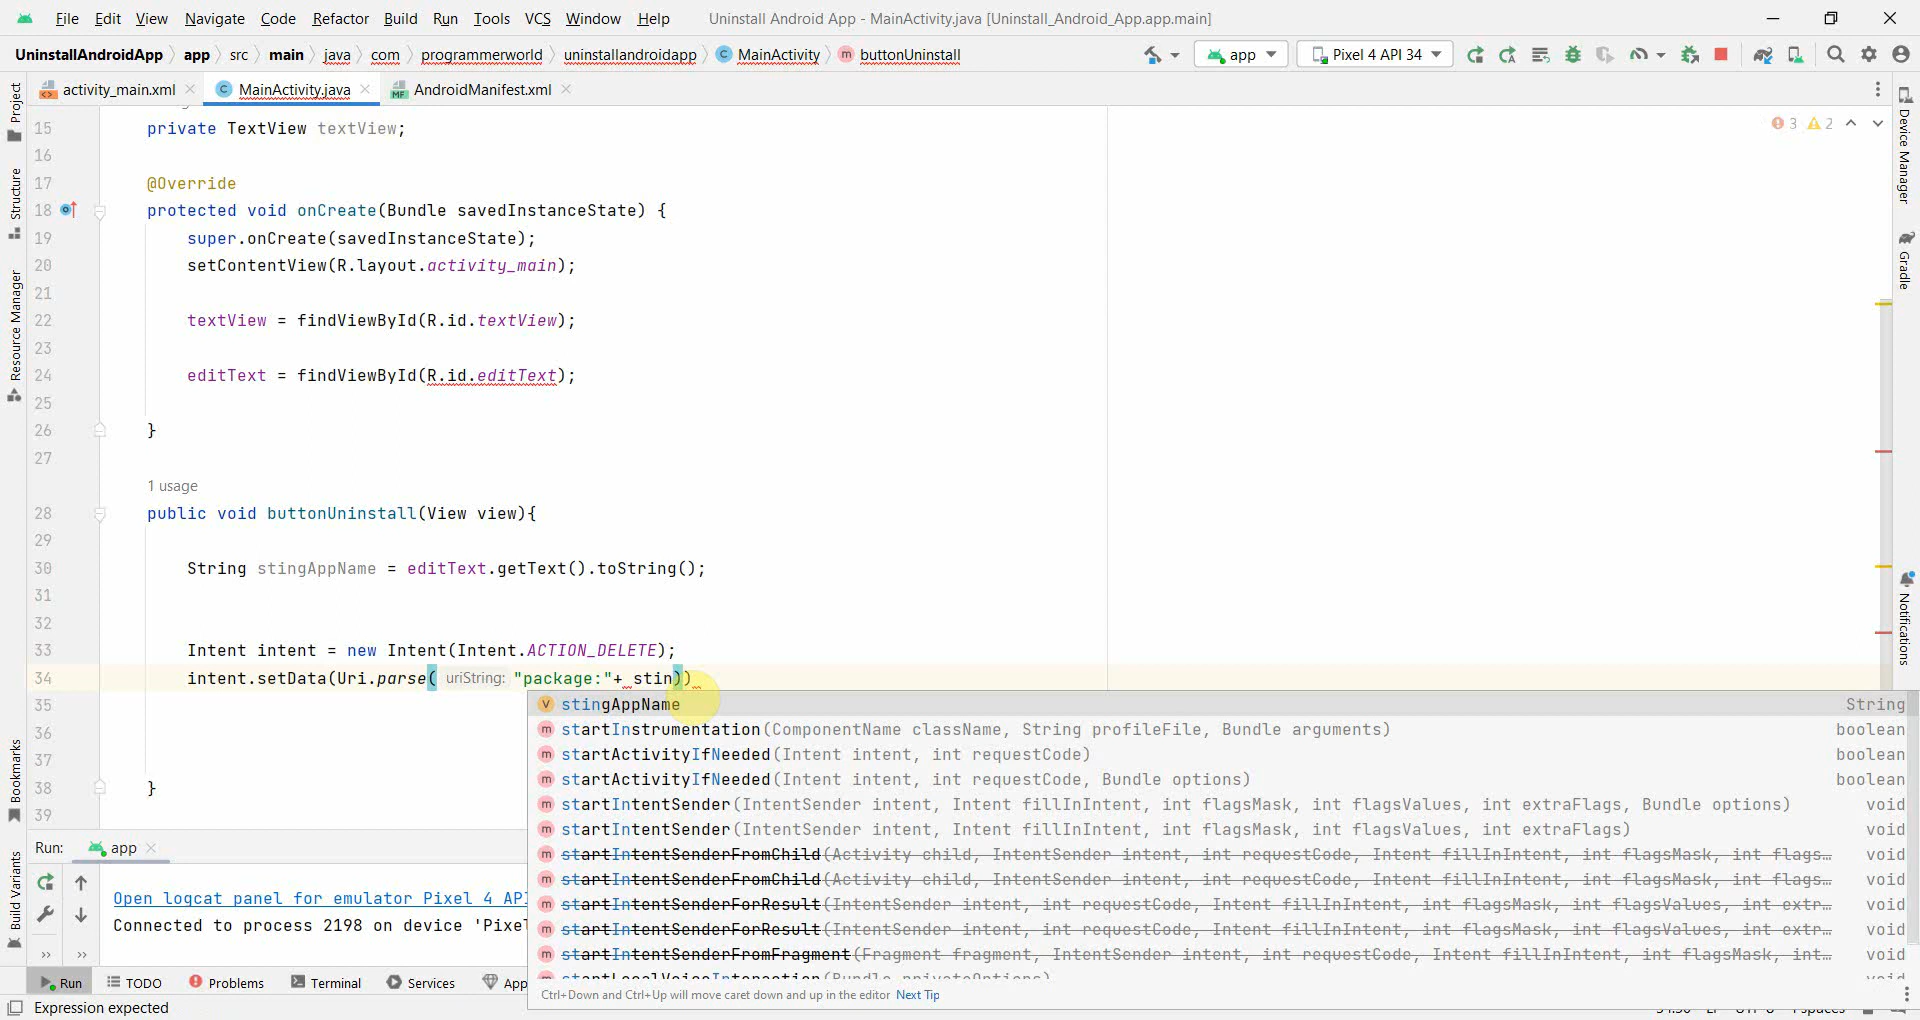 File Edit View Navigate Code Refactor Build Run Tools VCS Window Help Uninstall Android App - MainActivity.java [Uninstall_Android_App.app.main]
UninstallAndroidApp app src main java com programmerworld uninstallandroidapp C MainActivity m buttonUninstall app Pixel 4 API 34
activity_main.xml C MainActivity.java MF AndroidManifest.xml
Project
Structure
Resource Manager
Bookmarks
Build Variants
Device Manager
Gradle
Notifications
3 2
15 private TextView textView;
16
17 @Override
18 protected void onCreate(Bundle savedInstanceState) {
19 super.onCreate(savedInstanceState);
20 setContentView(R.layout.activity_main);
21
22 textView = findViewById(R.id.textView);
23
24 editText = findViewById(R.id.editText);
25
26 }
27
1 usage
28 public void buttonUninstall(View view){
29
30 String stingAppName = editText.getText().toString();
31
32
33 Intent intent = new Intent(Intent.ACTION_DELETE);
34 intent.setData(Uri.parse( uriString: "package:"+ stin))
35
36
37
38 }
39
V stingAppName String
m startInstrumentation(ComponentName className, String profileFile, Bundle arguments) boolean
m startActivityIfNeeded(Intent intent, int requestCode) boolean
m startActivityIfNeeded(Intent intent, int requestCode, Bundle options) boolean
m startIntentSender(IntentSender intent, Intent fillInIntent, int flagsMask, int flagsValues, int extraFlags, Bundle options) void
m startIntentSender(IntentSender intent, Intent fillInIntent, int flagsMask, int flagsValues, int extraFlags) void
m startIntentSenderFromChild(Activity child, IntentSender intent, int requestCode, Intent fillInIntent, int flagsMask, int flags… void
m startIntentSenderFromChild(Activity child, IntentSender intent, int requestCode, Intent fillInIntent, int flagsMask, int flags… void
m startIntentSenderForResult(IntentSender intent, int requestCode, Intent fillInIntent, int flagsMask, int flagsValues, int extr… void
m startIntentSenderForResult(IntentSender intent, int requestCode, Intent fillInIntent, int flagsMask, int flagsValues, int extr… void
m startIntentSenderFromFragment(Fragment fragment, IntentSender intent, int requestCode, Intent fillInIntent, int flagsMask, int… void
m startLocalVoiceInteraction(Bundle privateOptions) void
Ctrl+Down and Ctrl+Up will move caret down and up in the editor Next Tip
Run: app
Open logcat panel for emulator Pixel 4 API
Connected to process 2198 on device 'Pixel
Run TODO Problems Terminal Services App
Expression expected